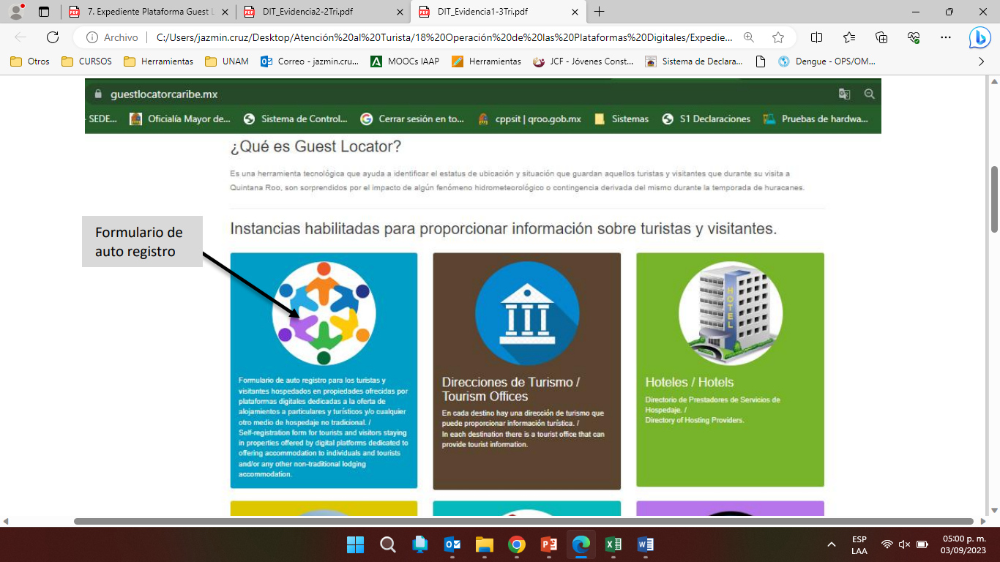 7. Expediente Plataforma Guest L
DIT_Evidencia2-2Tri.pdf
DIT_Evidencia1-3Tri.pdf
Archivo
C:/Users/jazmin.cruz/Desktop/Atención%20al%20Turista/18%20Operación%20de%20las%20Plataformas%20Digitales/Expedie...
Otros
CURSOS
Herramientas
UNAM
Correo - jazmin.cru...
MOOCs IAAP
Herramientas
JCF - Jóvenes Const...
Sistema de Declara...
Dengue - OPS/OM...
guestlocatorcaribe.mx
- SEDE...
Oficialía Mayor de...
Sistema de Control...
Cerrar sesión en to...
cppsit | qroo.gob.mx
Sistemas
S1 Declaraciones
Pruebas de hardwa...
¿Qué es Guest Locator?
Es una herramienta tecnológica que ayuda a identificar el estatus de ubicación y situación que guardan aquellos turistas y visitantes que durante su visita a
Quintana Roo, son sorprendidos por el impacto de algún fenómeno hidrometeorológico o contingencia derivada del mismo durante la temporada de huracanes.
Instancias habilitadas para proporcionar información sobre turistas y visitantes.
Formulario de
auto registro
Formulario de auto registro para los turistas y
visitantes hospedados en propiedades ofrecidas por
plataformas digitales dedicadas a la oferta de
alojamientos a particulares y turísticos y/o cualquier
otro medio de hospedaje no tradicional. /
Self-registration form for tourists and visitors staying
in properties offered by digital platforms dedicated to
offering accommodation to individuals and tourists
and/or any other non-traditional lodging
accommodation.
Direcciones de Turismo /
Tourism Offices
En cada destino hay una dirección de turismo que
puede proporcionar información turística. /
In each destination there is a tourist office that can
provide tourist information.
HOTEL
Hoteles / Hotels
Directorio de Prestadores de Servicios de
Hospedaje. /
Directory of Hosting Providers.
ESP
LAA
05:00 p. m.
03/09/2023